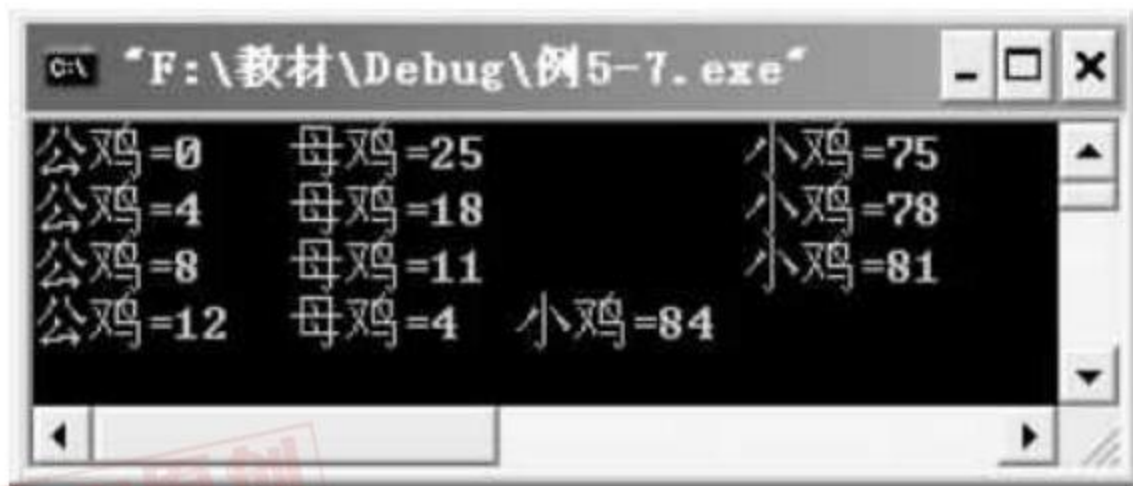 "F:\教材\Debug\例5-7.exe"
公鸡=0 母鸡=25 小鸡=75
公鸡=4 母鸡=18 小鸡=78
公鸡=8 母鸡=11 小鸡=81
公鸡=12 母鸡=4 小鸡=84